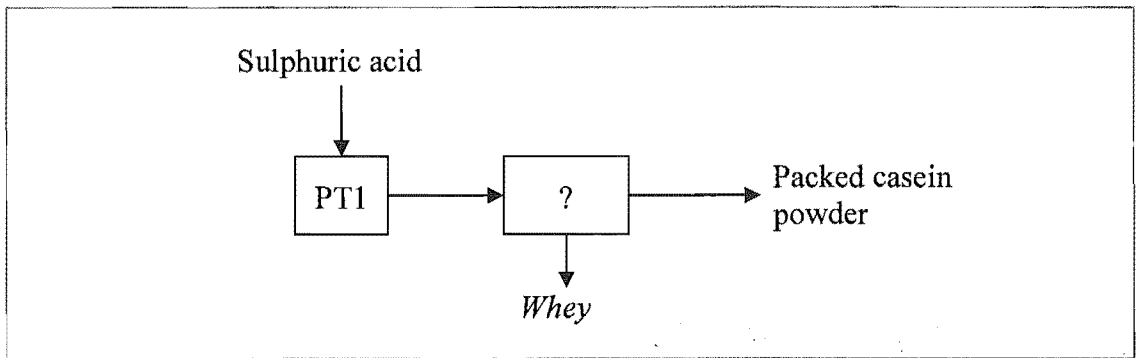 Sulphuric acid
PT1
?
Packed casein
powder
Whey